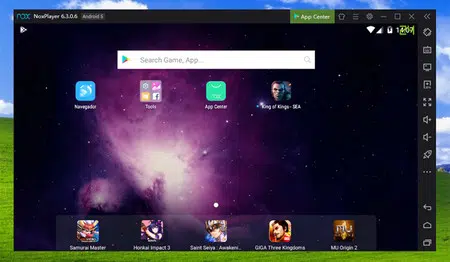 nox NoxPlayer 6.3.0.6 Android 5 App Center
17:07
Search Game, App...
Navegador Tools App Center King of Kings - SEA
Samurai Master Honkai Impact 3 Saint Seiya : Awakeni.. GIGA Three Kingdoms MU Origin 2